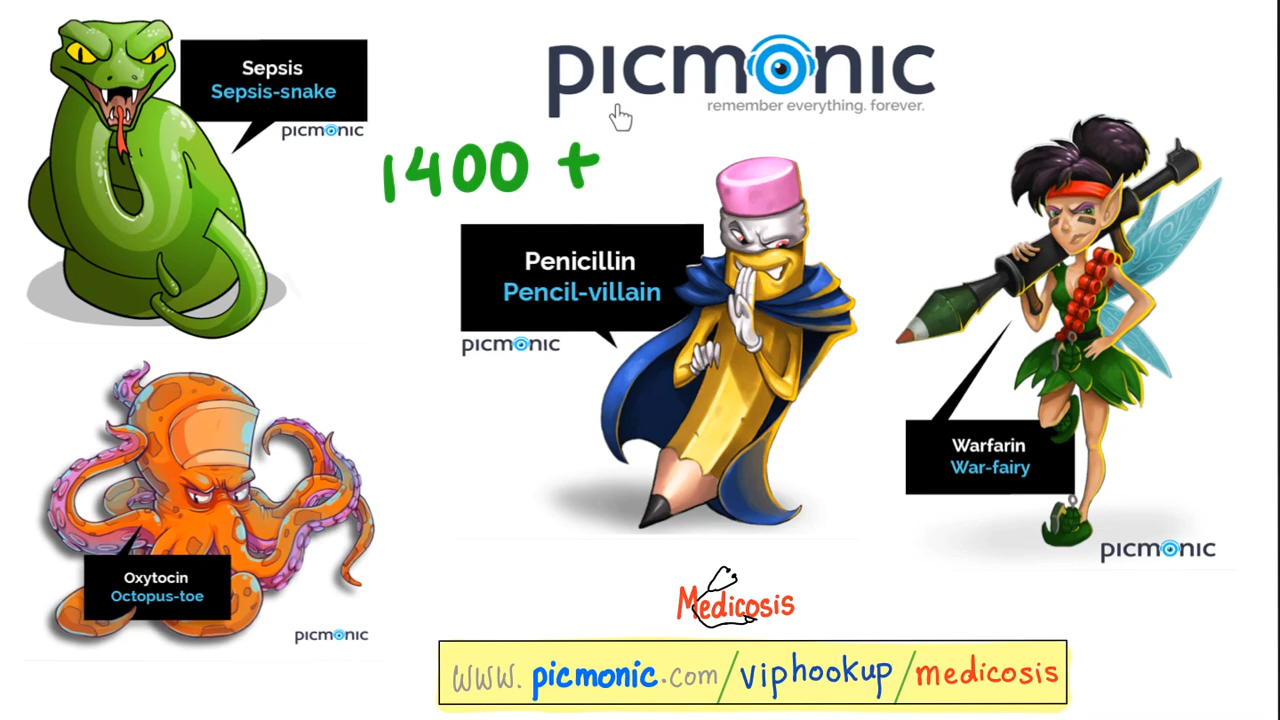 Sepsis
Sepsis-snake
picmonic
picmonic
remember everything. forever.
1400 +
Penicillin
Pencil-villain
picmonic
Warfarin
War-fairy
picmonic
Oxytocin
Octopus-toe
picmonic
Medicosis
www.picmonic.com/viphookup/medicosis